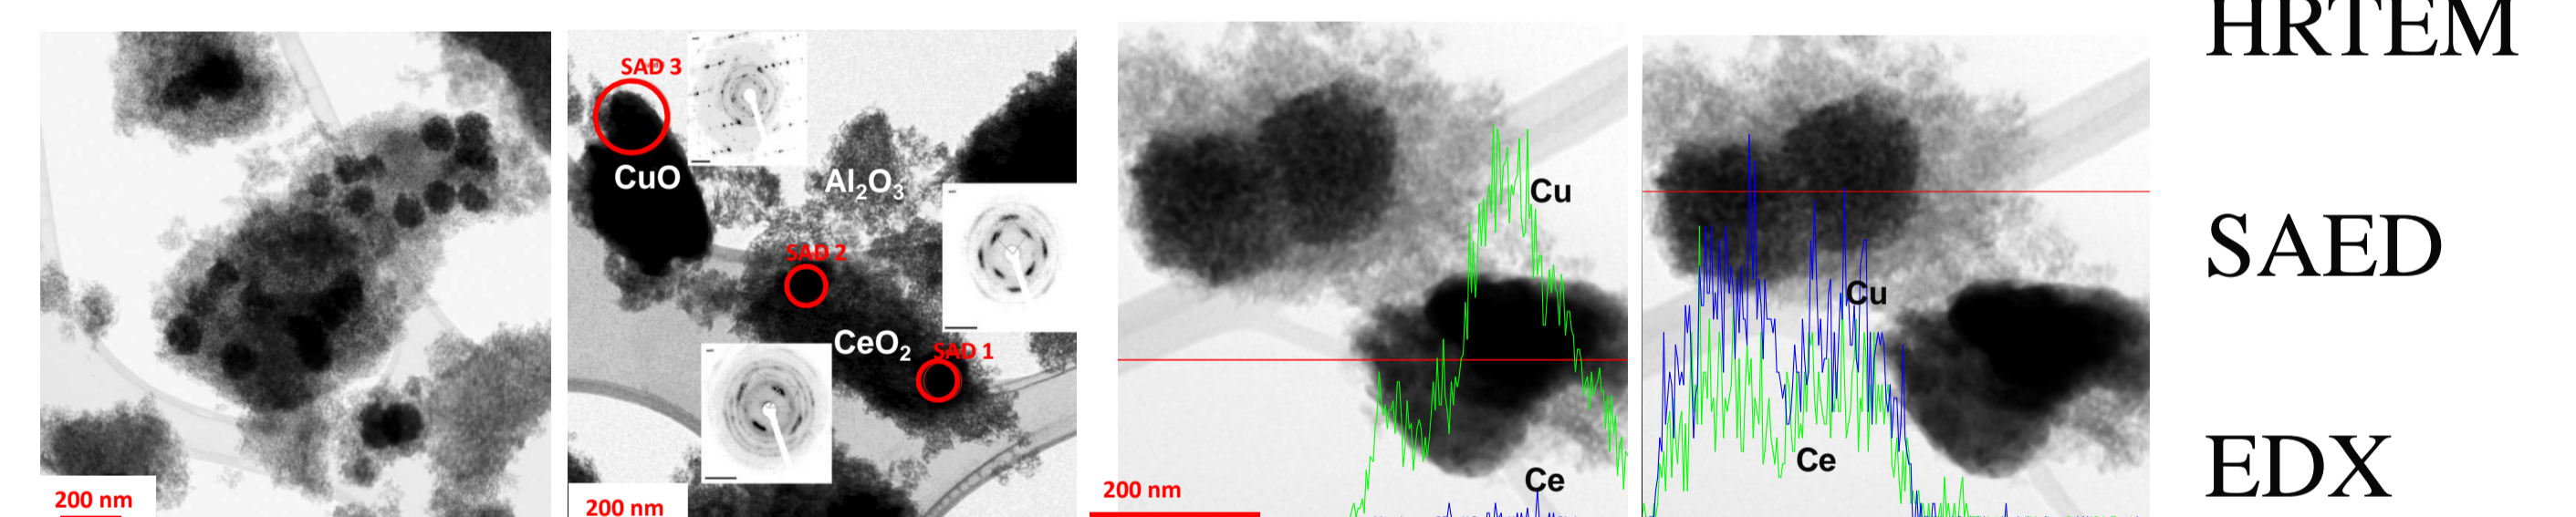 SAD 3
CuO
Al₂O₃
SAD 2
CeO₂
SAD 1
200 nm
200 nm
Cu
Ce
200 nm
Cu
Ce
HRTEM
SAED
EDX